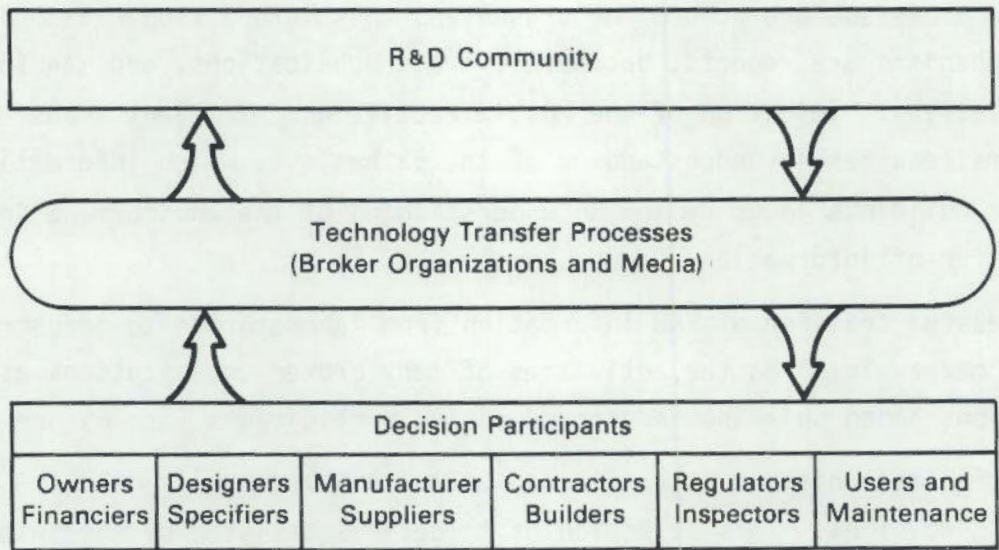 R&D Community
Technology Transfer Processes
(Broker Organizations and Media)
Decision Participants
Owners Financiers
Designers Specifiers
Manufacturer Suppliers
Contractors Builders
Regulators Inspectors
Users and Maintenance